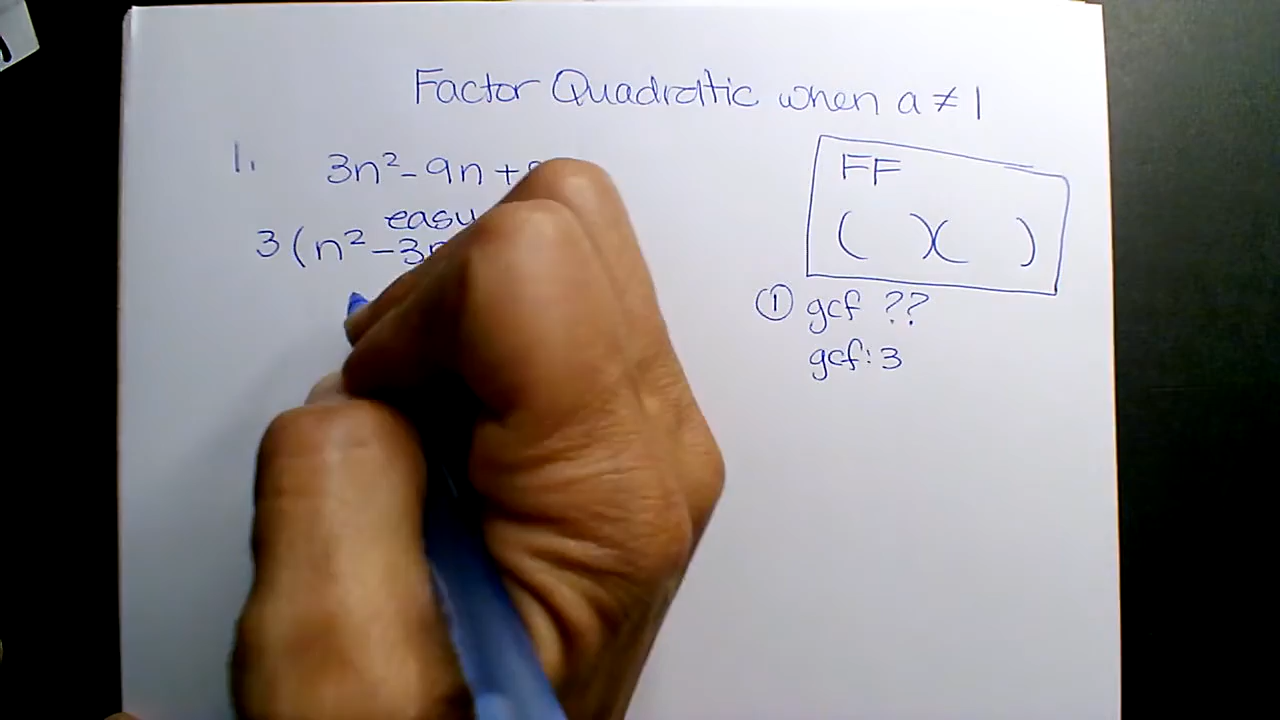 Factor Quadratic when a ≠ 1
1. 3n² - 9n +
easy
3 (n² - 3
FF
( )( )
① gcf ??
gcf: 3